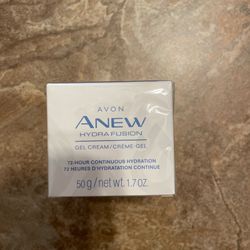 AVON
ANEW
HYDRA FUSION
GEL CREAM/CRÈME-GEL
72-HOUR CONTINUOUS HYDRATION
72 HEURES D'HYDRATATION CONTINUE
50 g / net wt. 1.7 OZ.